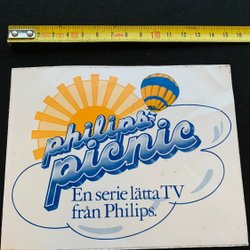 philips
picnic
En serie lätta TV
från Philips.